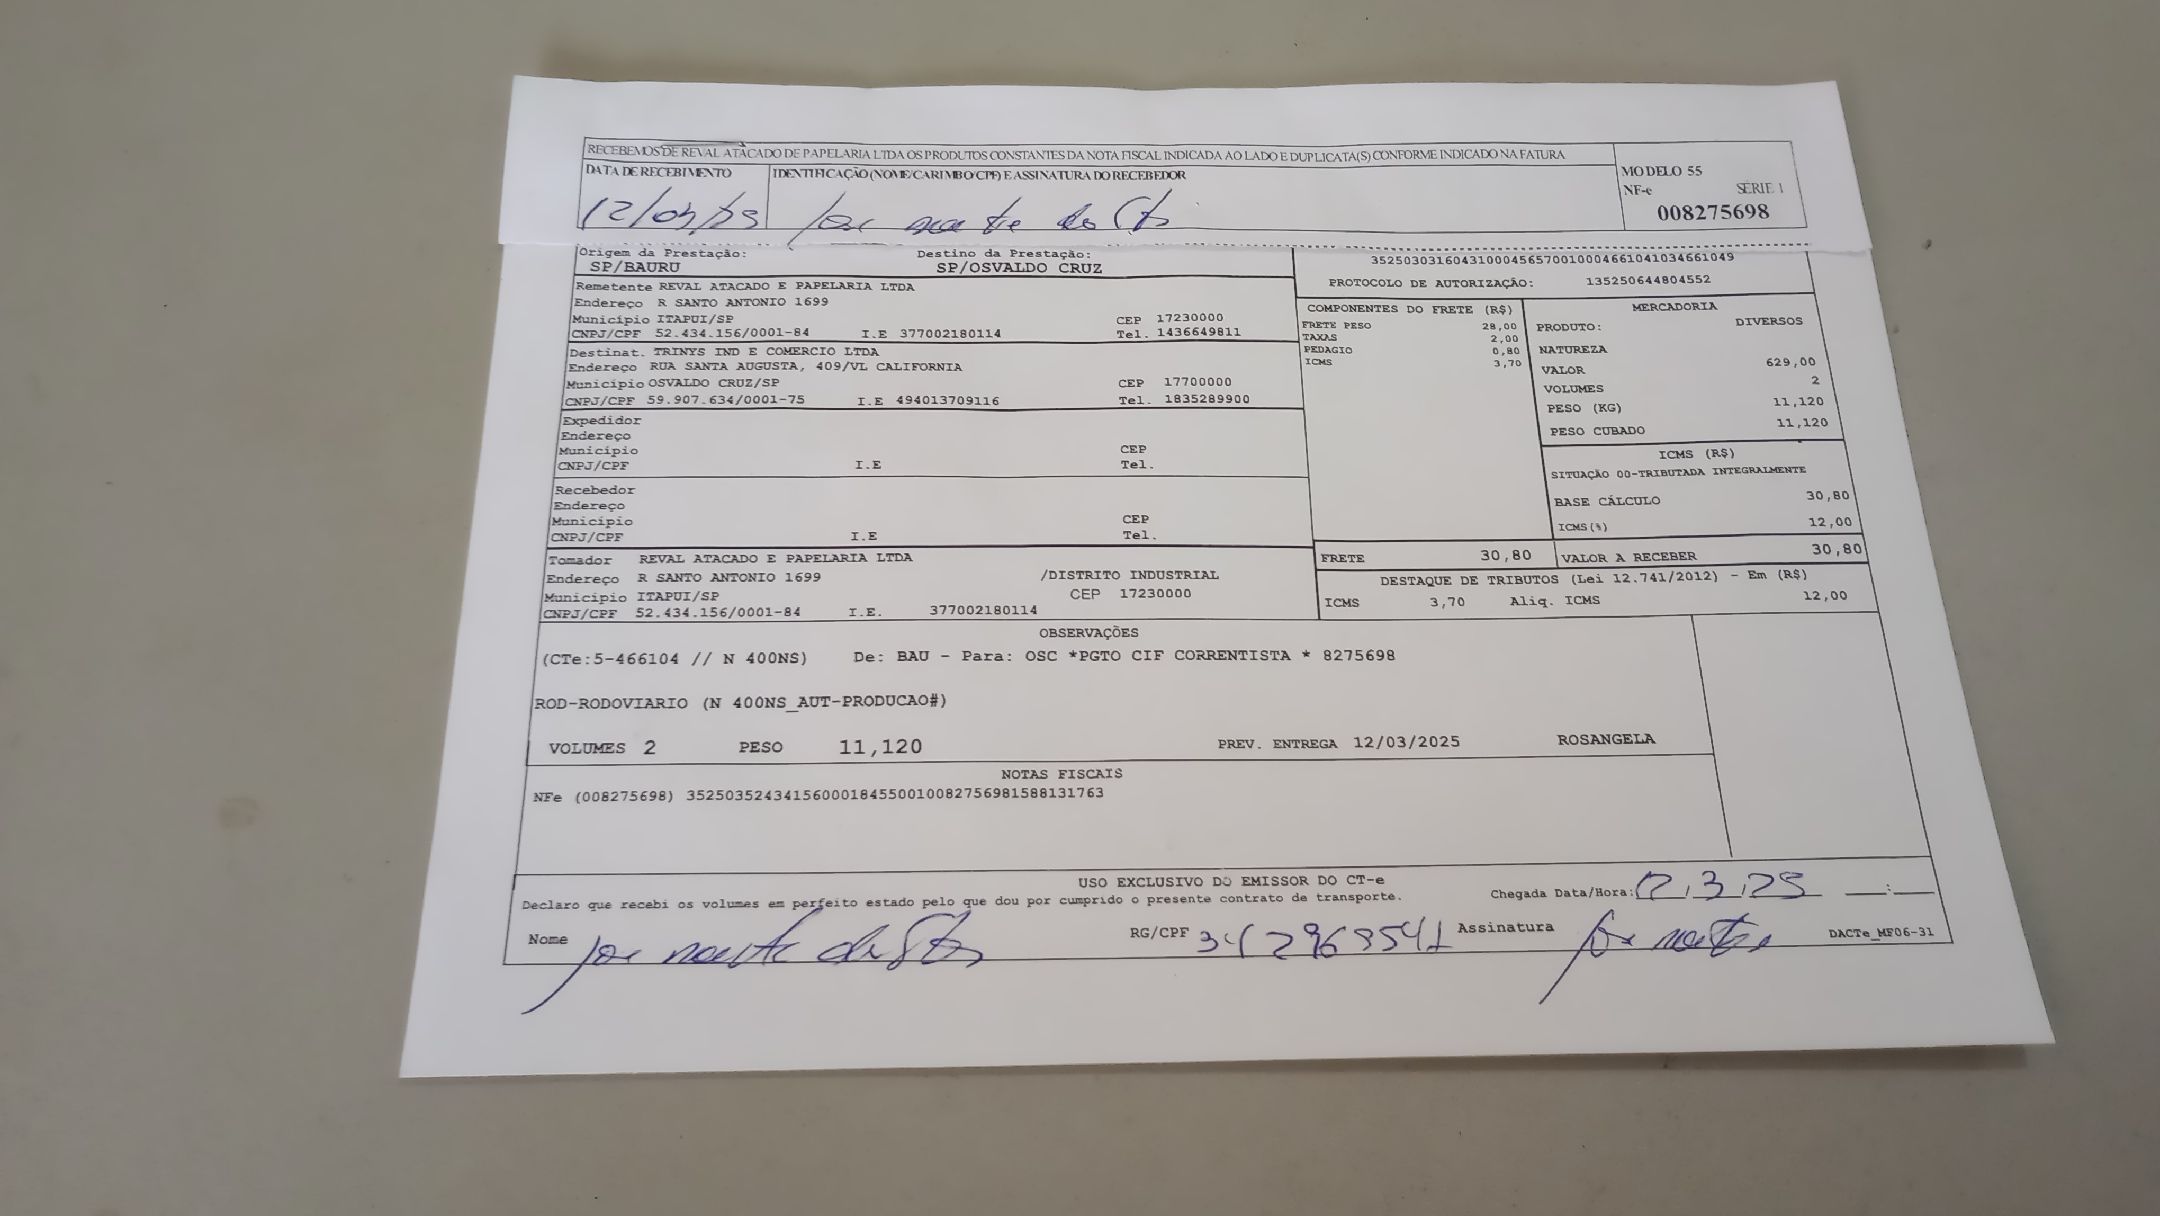 RECEBEMOS DE REVAL ATACADO DE PAPELARIA LTDA OS PRODUTOS CONSTANTES DA NOTA FISCAL INDICADA AO LADO E DUPLICATA(S) CONFORME INDICADO NA FATURA
DATA DE RECEBIMENTO IDENTIFICAÇÃO (NOME/CARIMBO/CPF) E ASSINATURA DO RECEBEDOR
12/03/25
MODELO 55
NF-e SÉRIE 1
008275698
Origem da Prestação: Destino da Prestação:
SP/BAURU SP/OSVALDO CRUZ
Remetente REVAL ATACADO E PAPELARIA LTDA
Endereço R SANTO ANTONIO 1699
Municipio ITAPUI/SP CEP 17230000
CNPJ/CPF 52.434.156/0001-84 I.E 377002180114 Tel. 1436649811
Destinat. TRINYS IND E COMERCIO LTDA
Endereço RUA SANTA AUGUSTA, 409/VL CALIFORNIA
Municipio OSVALDO CRUZ/SP CEP 17700000
CNPJ/CPF 59.907.634/0001-75 I.E 494013709116 Tel. 1835289900
Expedidor
Endereço
Municipio CEP
CNPJ/CPF I.E Tel.
Recebedor
Endereço
Municipio CEP
CNPJ/CPF I.E Tel.
Tomador REVAL ATACADO E PAPELARIA LTDA
Endereço R SANTO ANTONIO 1699 /DISTRITO INDUSTRIAL
Municipio ITAPUI/SP CEP 17230000
CNPJ/CPF 52.434.156/0001-84 I.E. 377002180114
35250303160431000456570010004661041034661049
PROTOCOLO DE AUTORIZAÇÃO: 135250644804552
COMPONENTES DO FRETE (R$)
FRETE PESO 28,00
TAXAS 2,00
PEDAGIO 0,80
ICMS 3,70
MERCADORIA
PRODUTO: DIVERSOS
NATUREZA
VALOR 629,00
VOLUMES 2
PESO (KG) 11,120
PESO CUBADO 11,120
ICMS (R$)
SITUAÇÃO 00-TRIBUTADA INTEGRALMENTE
BASE CÁLCULO 30,80
ICMS(%) 12,00
FRETE 30,80 VALOR A RECEBER 30,80
DESTAQUE DE TRIBUTOS (Lei 12.741/2012) - Em (R$)
ICMS 3,70 Aliq. ICMS 12,00
OBSERVAÇÕES
(CTe:5-466104 // N 400NS) De: BAU - Para: OSC *PGTO CIF CORRENTISTA * 8275698
ROD-RODOVIARIO (N 400NS_AUT-PRODUCAO#)
VOLUMES 2 PESO 11,120 PREV. ENTREGA 12/03/2025 ROSANGELA
NOTAS FISCAIS
NFe (008275698) 35250352434156000184550010082756981588131763
USO EXCLUSIVO DO EMISSOR DO CT-e
Declaro que recebi os volumes em perfeito estado pelo que dou por cumprido o presente contrato de transporte.
Chegada Data/Hora: 12 3 25 __:__
Nome RG/CPF Assinatura
DACTe_MF06-31